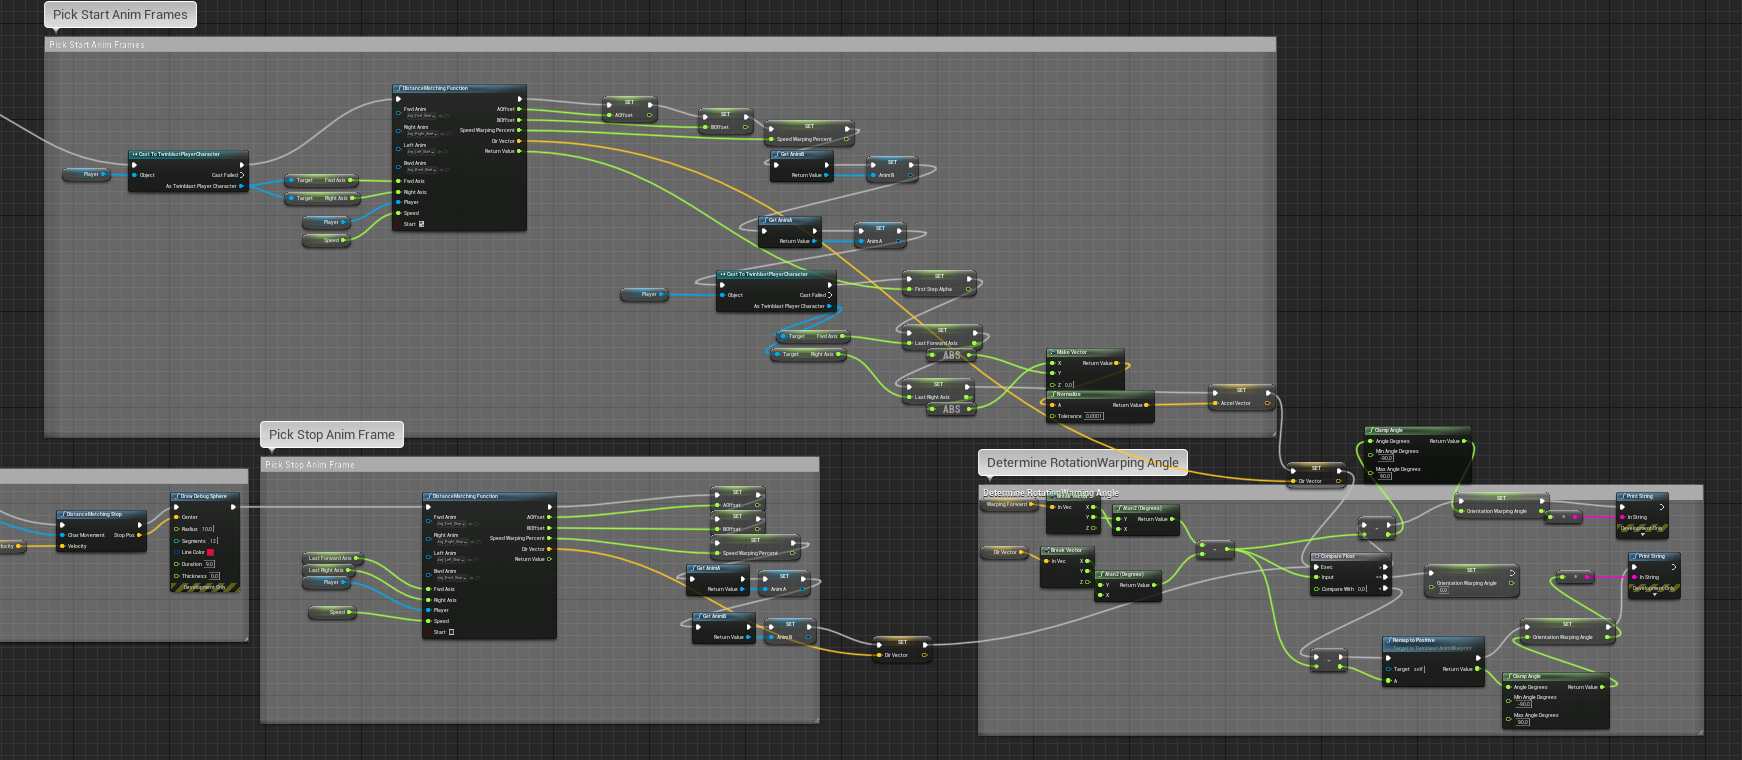 Pick Start Anim Frames
Pick Start Anim Frames
DistanceMatching Function
Fwd Anim
Right Anim
Left Anim
Bwd Anim
Fwd Axis
Right Axis
Player
Speed
Start
AOffset
BOffset
Speed Warping Percent
Dir Vector
Return Value
SET
AOffset
SET
BOffset
SET
Speed Warping Percent
Cast To TwinblastPlayerCharacter
Object
Cast Failed
As Twinblast Player Character
Player
Target Fwd Axis
Target Right Axis
Player
Speed
Get AnimB
Return Value
SET
Anim B
Get AnimA
Return Value
SET
Anim A
Cast To TwinblastPlayerCharacter
Object
Cast Failed
As Twinblast Player Character
Player
SET
First Step Alpha
Target Fwd Axis
Target Right Axis
SET
Last Forward Axis
ABS
SET
Last Right Axis
ABS
Make Vector
X
Y
Z 0.0
Return Value
Normalize
A
Tolerance 0.0001
Return Value
SET
Accel Vector
Pick Stop Anim Frame
Pick Stop Anim Frame
DistanceMatching Stop
Char Movement
Velocity
Stop Pos
Draw Debug Sphere
Center
Radius 10.0
Segments 12
Line Color
Duration
Thickness 0.0
Development Only
DistanceMatching Function
Fwd Anim
Right Anim
Left Anim
Bwd Anim
Fwd Axis
Right Axis
Player
Speed
Start
AOffset
BOffset
Speed Warping Percent
Dir Vector
Return Value
Last Forward Axis
Last Right Axis
Player
Speed
SET
AOffset
SET
BOffset
SET
Speed Warping Percent
Get AnimA
Return Value
SET
Anim A
Get AnimB
Return Value
SET
Anim B
SET
Dir Vector
Determine RotationWarping Angle
Determine RotationWarping Angle
SET
Dir Vector
Clamp Angle
Angle Degrees
Min Angle Degrees
-90.0
Max Angle Degrees
90.0
Return Value
Warping Forward
Break Vector
In Vec
X
Y
Z
Atan2 (Degrees)
Y
X
Return Value
Dir Vector
Break Vector
In Vec
X
Y
Z
Atan2 (Degrees)
Y
X
Return Value
SET
Orientation Warping Angle
Print String
In String
Development Only
Compare Float
Exec
Input
Compare With 0.0
>
==
<
SET
Orientation Warping Angle
0.0
Print String
In String
Development Only
Remap to Positive
Target is Twinblast Anim Blueprint
Target self
A
Return Value
SET
Orientation Warping Angle
Clamp Angle
Angle Degrees
Min Angle Degrees
-90.0
Max Angle Degrees
90.0
Return Value